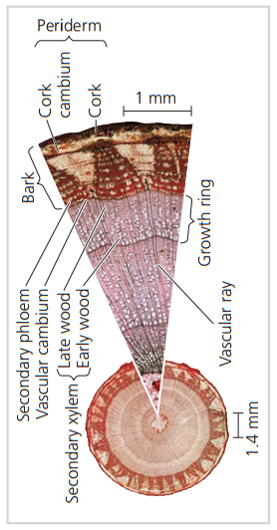 Periderm
Cork
cambium
Cork
1 mm
Bark
Secondary phloem
Vascular cambium
Late wood
Secondary xylem
Early wood
Growth ring
Vascular ray
1.4 mm